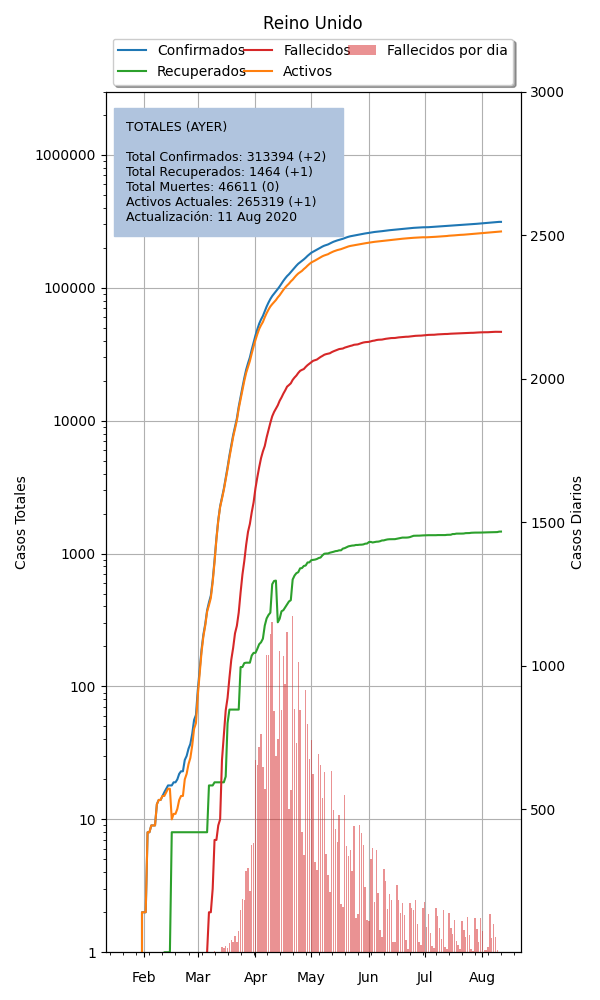 Reino Unido
Confirmados Fallecidos Fallecidos por dia
Recuperados Activos
TOTALES (AYER)
Total Confirmados: 313394 (+2)
Total Recuperados: 1464 (+1)
Total Muertes: 46611 (0)
Activos Actuales: 265319 (+1)
Actualización: 11 Aug 2020
Casos Totales
1000000
100000
10000
1000
100
10
1
3000
2500
2000
1500
1000
500
Casos Diarios
Feb Mar Apr May Jun Jul Aug